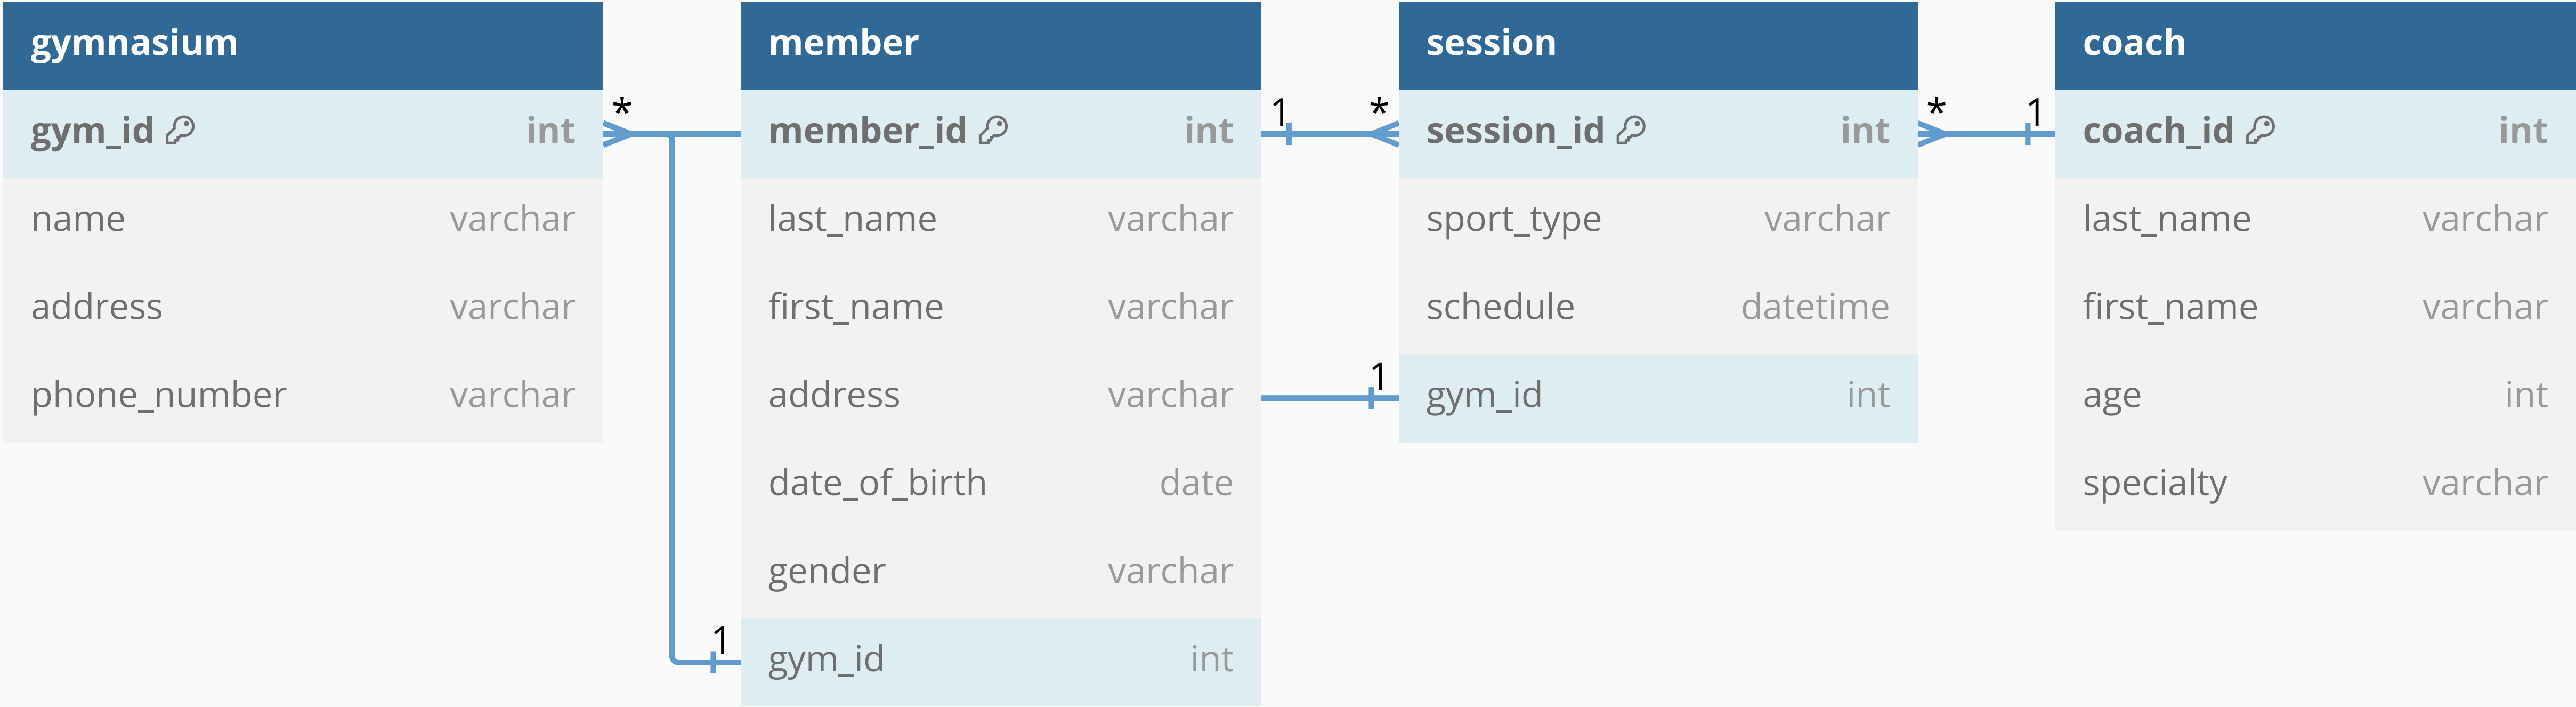 gymnasium
gym_id int
name varchar
address varchar
phone_number varchar
*
1
member
member_id int
last_name varchar
first_name varchar
address varchar
date_of_birth date
gender varchar
gym_id int
1 *
1
session
session_id int
sport_type varchar
schedule datetime
gym_id int
* 1
coach
coach_id int
last_name varchar
first_name varchar
age int
specialty varchar